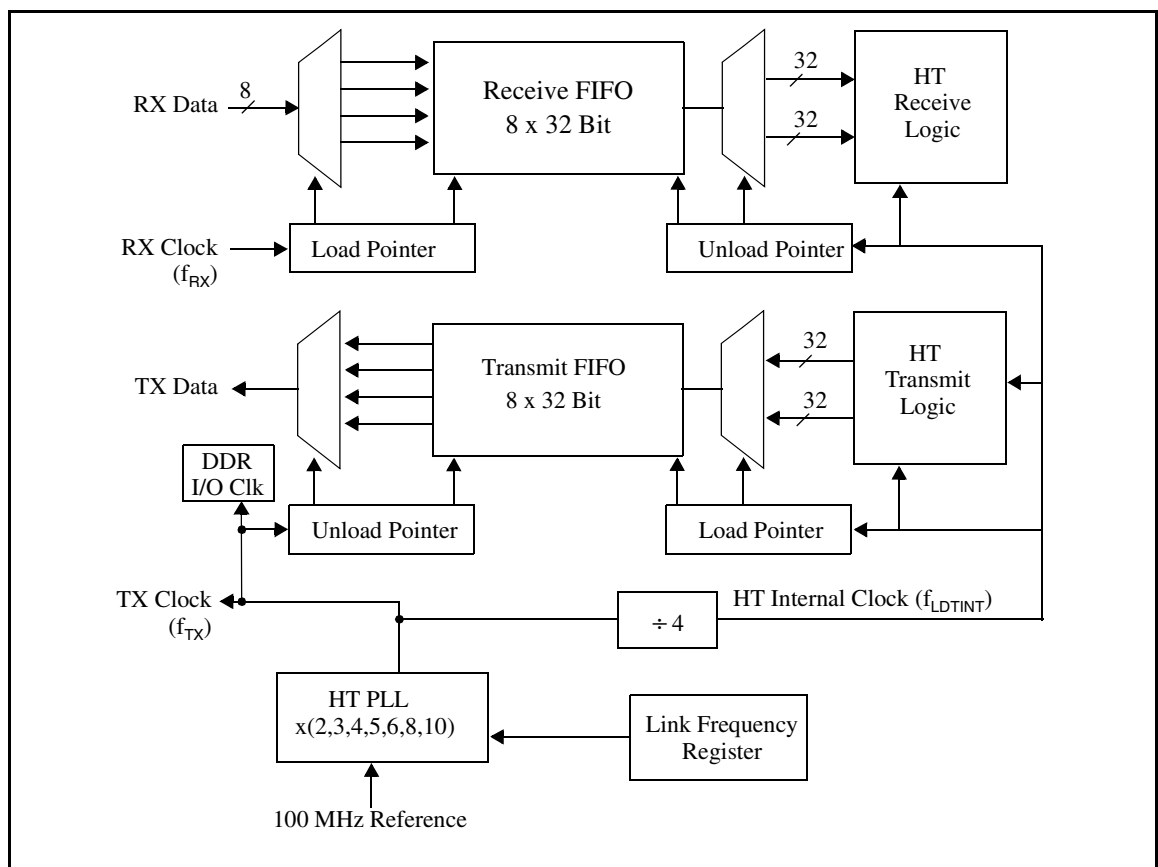 RX Data
8
Receive FIFO
8 x 32 Bit
32
32
HT
Receive
Logic
RX Clock
(fRX)
Load Pointer
Unload Pointer
TX Data
Transmit FIFO
8 x 32 Bit
32
32
HT
Transmit
Logic
DDR
I/O Clk
Unload Pointer
Load Pointer
TX Clock
(fTX)
÷ 4
HT Internal Clock (fLDTINT)
HT PLL
x(2,3,4,5,6,8,10)
Link Frequency
Register
100 MHz Reference